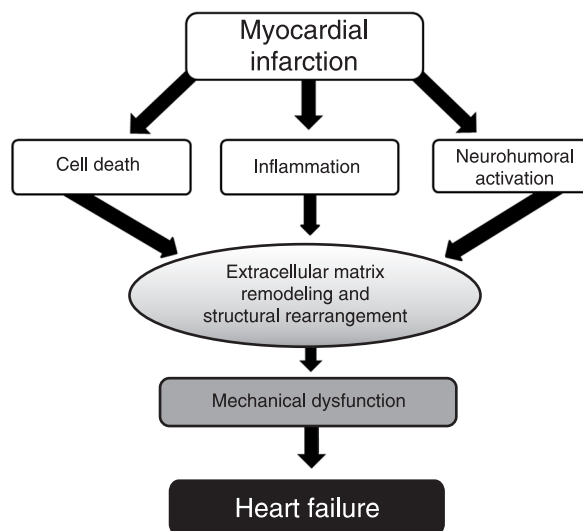 Myocardial
infarction
Cell death
Inflammation
Neurohumoral
activation
Extracellular matrix
remodeling and
structural rearrangement
Mechanical dysfunction
Heart failure